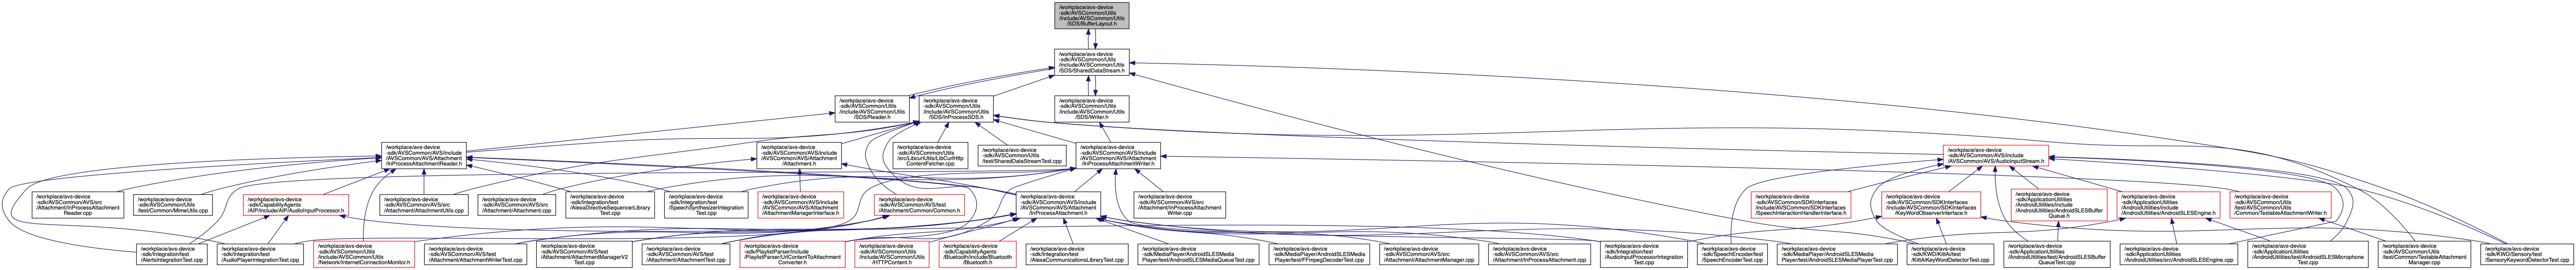 /workplace/avs-device
-sdk/AVSCommon/Utils
/include/AVSCommon/Utils
/SDS/BufferLayout.h
/workplace/avs-device
-sdk/AVSCommon/Utils
/include/AVSCommon/Utils
/SDS/SharedDataStream.h
/workplace/avs-device
-sdk/AVSCommon/Utils
/include/AVSCommon/Utils
/SDS/Reader.h
/workplace/avs-device
-sdk/AVSCommon/Utils
/include/AVSCommon/Utils
/SDS/InProcessSDS.h
/workplace/avs-device
-sdk/AVSCommon/Utils
/include/AVSCommon/Utils
/SDS/Writer.h
/workplace/avs-device
-sdk/AVSCommon/AVS/include
/AVSCommon/AVS/Attachment
/InProcessAttachmentReader.h
/workplace/avs-device
-sdk/AVSCommon/AVS/include
/AVSCommon/AVS/Attachment
/Attachment.h
/workplace/avs-device
-sdk/AVSCommon/Utils
/src/LibcurlUtils/LibCurlHttp
ContentFetcher.cpp
/workplace/avs-device
-sdk/AVSCommon/Utils
/test/SharedDataStreamTest.cpp
/workplace/avs-device
-sdk/AVSCommon/AVS/include
/AVSCommon/AVS/Attachment
/InProcessAttachmentWriter.h
/workplace/avs-device
-sdk/AVSCommon/AVS/include
/AVSCommon/AVS/AudioInputStream.h
/workplace/avs-device
-sdk/AVSCommon/AVS/src
/Attachment/InProcessAttachment
Reader.cpp
/workplace/avs-device
-sdk/AVSCommon/Utils
/test/Common/MimeUtils.cpp
/workplace/avs-device
-sdk/CapabilityAgents
/AIP/include/AIP/AudioInputProcessor.h
/workplace/avs-device
-sdk/AVSCommon/AVS/src
/Attachment/AttachmentUtils.cpp
/workplace/avs-device
-sdk/AVSCommon/AVS/src
/Attachment/Attachment.cpp
/workplace/avs-device
-sdk/Integration/test
/AlexaDirectiveSequenceLibrary
Test.cpp
/workplace/avs-device
-sdk/Integration/test
/SpeechSynthesizerIntegration
Test.cpp
/workplace/avs-device
-sdk/AVSCommon/AVS/include
/AVSCommon/AVS/Attachment
/AttachmentManagerInterface.h
/workplace/avs-device
-sdk/AVSCommon/AVS/test
/Attachment/Common/Common.h
/workplace/avs-device
-sdk/AVSCommon/AVS/include
/AVSCommon/AVS/Attachment
/InProcessAttachment.h
/workplace/avs-device
-sdk/AVSCommon/AVS/src
/Attachment/InProcessAttachment
Writer.cpp
/workplace/avs-device
-sdk/AVSCommon/SDKInterfaces
/include/AVSCommon/SDKInterfaces
/SpeechInteractionHandlerInterface.h
/workplace/avs-device
-sdk/AVSCommon/SDKInterfaces
/include/AVSCommon/SDKInterfaces
/KeyWordObserverInterface.h
/workplace/avs-device
-sdk/ApplicationUtilities
/AndroidUtilities/include
/AndroidUtilities/AndroidSLESBuffer
Queue.h
/workplace/avs-device
-sdk/ApplicationUtilities
/AndroidUtilities/include
/AndroidUtilities/AndroidSLESEngine.h
/workplace/avs-device
-sdk/AVSCommon/Utils
/test/AVSCommon/Utils
/Common/TestableAttachmentWriter.h
/workplace/avs-device
-sdk/Integration/test
/AlertsIntegrationTest.cpp
/workplace/avs-device
-sdk/Integration/test
/AudioPlayerIntegrationTest.cpp
/workplace/avs-device
-sdk/AVSCommon/Utils
/include/AVSCommon/Utils
/Network/InternetConnectionMonitor.h
/workplace/avs-device
-sdk/AVSCommon/AVS/test
/Attachment/AttachmentWriterTest.cpp
/workplace/avs-device
-sdk/AVSCommon/AVS/test
/Attachment/AttachmentManagerV2
Test.cpp
/workplace/avs-device
-sdk/AVSCommon/AVS/test
/Attachment/AttachmentTest.cpp
/workplace/avs-device
-sdk/PlaylistParser/include
/PlaylistParser/UrlContentToAttachment
Converter.h
/workplace/avs-device
-sdk/AVSCommon/Utils
/include/AVSCommon/Utils
/HTTPContent.h
/workplace/avs-device
-sdk/CapabilityAgents
/Bluetooth/include/Bluetooth
/Bluetooth.h
/workplace/avs-device
-sdk/Integration/test
/AlexaCommunicationsLibraryTest.cpp
/workplace/avs-device
-sdk/MediaPlayer/AndroidSLESMedia
Player/test/AndroidSLESMediaQueueTest.cpp
/workplace/avs-device
-sdk/MediaPlayer/AndroidSLESMedia
Player/test/FFmpegDecoderTest.cpp
/workplace/avs-device
-sdk/AVSCommon/AVS/src
/Attachment/AttachmentManager.cpp
/workplace/avs-device
-sdk/AVSCommon/AVS/src
/Attachment/InProcessAttachment.cpp
/workplace/avs-device
-sdk/Integration/test
/AudioInputProcessorIntegration
Test.cpp
/workplace/avs-device
-sdk/SpeechEncoder/test
/SpeechEncoderTest.cpp
/workplace/avs-device
-sdk/MediaPlayer/AndroidSLESMedia
Player/test/AndroidSLESMediaPlayerTest.cpp
/workplace/avs-device
-sdk/KWD/KittAi/test
/KittAiKeyWordDetectorTest.cpp
/workplace/avs-device
-sdk/ApplicationUtilities
/AndroidUtilities/test/AndroidSLESBuffer
QueueTest.cpp
/workplace/avs-device
-sdk/ApplicationUtilities
/AndroidUtilities/src/AndroidSLESEngine.cpp
/workplace/avs-device
-sdk/ApplicationUtilities
/AndroidUtilities/test/AndroidSLESMicrophone
Test.cpp
/workplace/avs-device
-sdk/AVSCommon/Utils
/test/Common/TestableAttachment
Manager.cpp
/workplace/avs-device
-sdk/KWD/Sensory/test
/SensoryKeywordDetectorTest.cpp